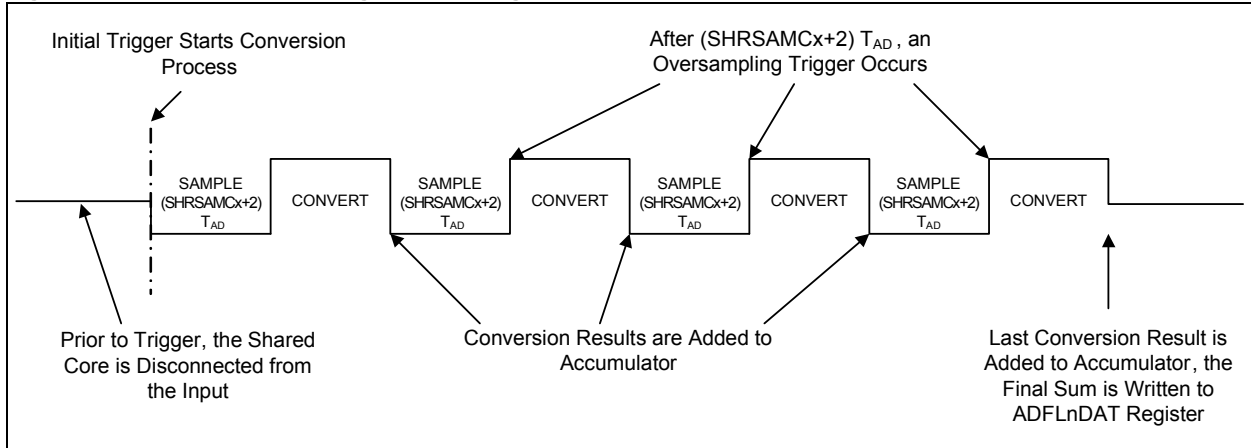 Initial Trigger Starts Conversion
Process
After (SHRSAMCx+2) TAD , an
Oversampling Trigger Occurs
SAMPLE
(SHRSAMCx+2)
TAD
CONVERT
SAMPLE
(SHRSAMCx+2)
TAD
CONVERT
SAMPLE
(SHRSAMCx+2)
TAD
CONVERT
SAMPLE
(SHRSAMCx+2)
TAD
CONVERT
Prior to Trigger, the Shared
Core is Disconnected from
the Input
Conversion Results are Added to
Accumulator
Last Conversion Result is
Added to Accumulator, the
Final Sum is Written to
ADFLnDAT Register